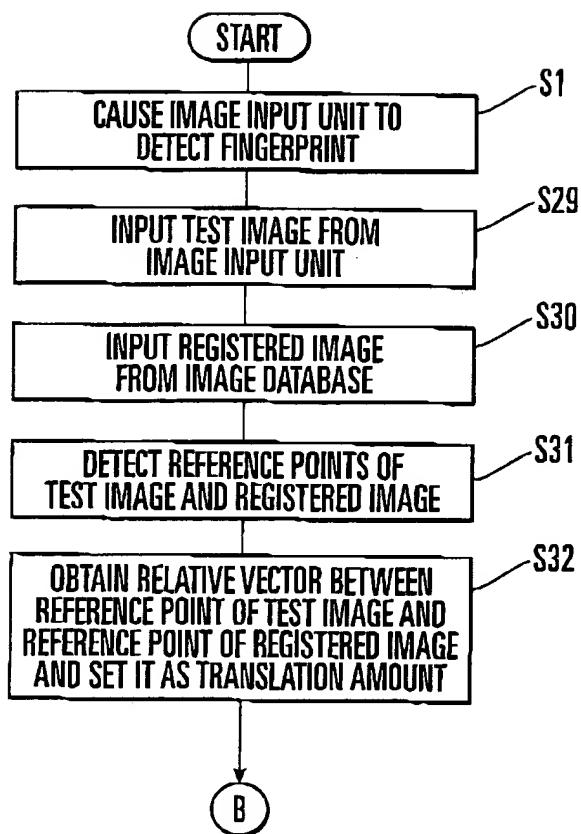 START
S1
CAUSE IMAGE INPUT UNIT TO
DETECT FINGERPRINT
S29
INPUT TEST IMAGE FROM
IMAGE INPUT UNIT
S30
INPUT REGISTERED IMAGE
FROM IMAGE DATABASE
S31
DETECT REFERENCE POINTS OF
TEST IMAGE AND REGISTERED IMAGE
S32
OBTAIN RELATIVE VECTOR BETWEEN
REFERENCE POINT OF TEST IMAGE AND
REFERENCE POINT OF REGISTERED IMAGE
AND SET IT AS TRANSLATION AMOUNT
B